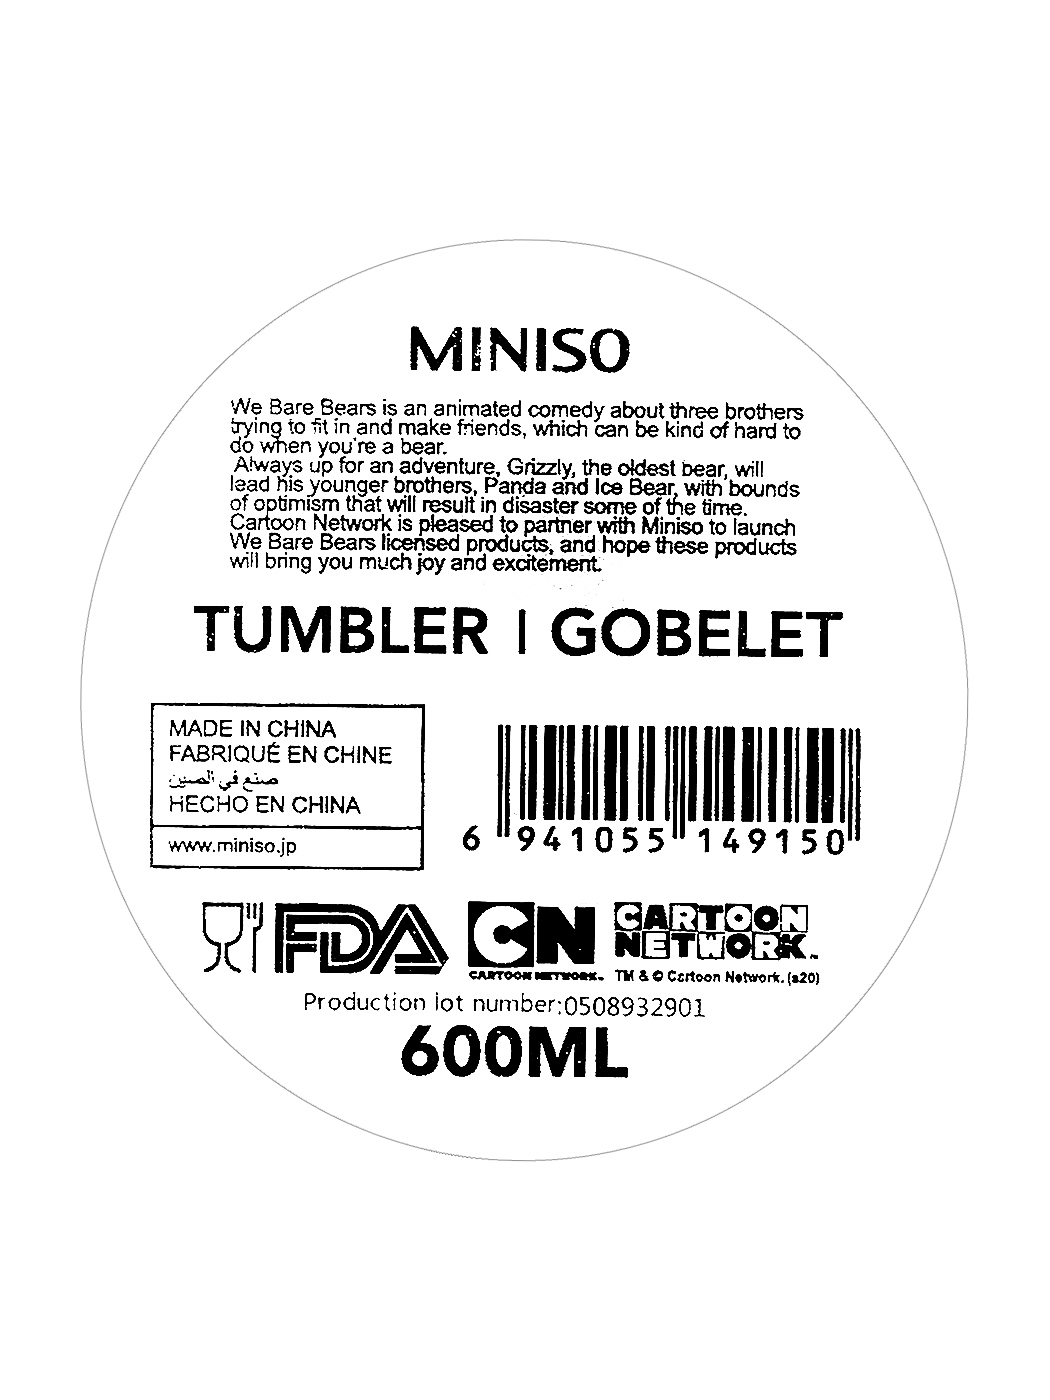 MINISO
We Bare Bears is an animated comedy about three brothers
trying to fit in and make friends, which can be kind of hard to
do when you're a bear.
Always up for an adventure, Grizzly, the oldest bear, will
lead his younger brothers, Panda and Ice Bear, with bounds
of optimism that will result in disaster some of the time.
Cartoon Network is pleased to partner with Miniso to launch
We Bare Bears licensed products, and hope these products
will bring you much joy and excitement.
TUMBLER | GOBELET
MADE IN CHINA
FABRIQUÉ EN CHINE
صنع في الصين
HECHO EN CHINA
www.miniso.jp
6 941055 149150
FDA
CN
CARTOON NETWORK.
CARTOON
NETWORK.™
TM & © Cartoon Network. (s20)
Production lot number:0508932901
600ML